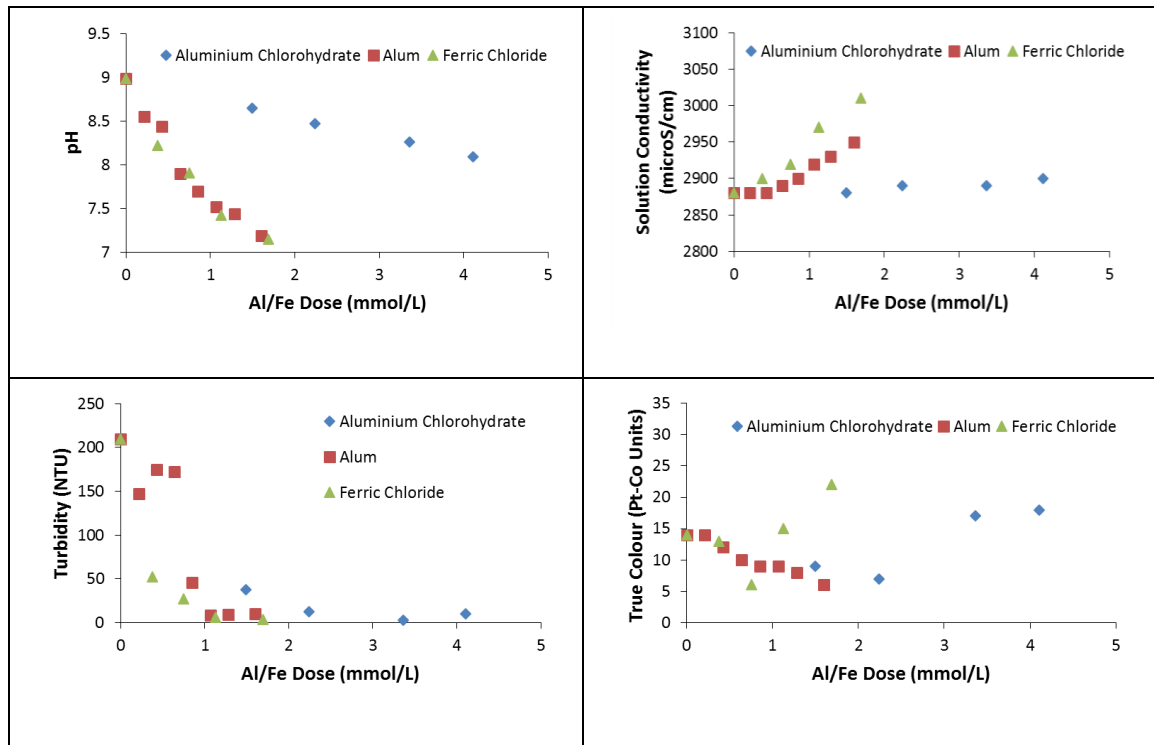 9.5
9
8.5
8
7.5
7
pH
Aluminium Chlorohydrate Alum Ferric Chloride
0 1 2 3 4 5
Al/Fe Dose (mmol/L)
3100
3050
3000
2950
2900
2850
2800
Solution Conductivity
(microS/cm)
Aluminium Chlorohydrate Alum Ferric Chloride
0 1 2 3 4 5
Al/Fe Dose (mmol/L)
250
200
150
100
50
0
Turbidity (NTU)
Aluminium Chlorohydrate
Alum
Ferric Chloride
0 1 2 3 4 5
Al/Fe Dose (mmol/L)
35
30
25
20
15
10
5
0
True Colour (Pt-Co Units)
Aluminium Chlorohydrate Alum Ferric Chloride
0 1 2 3 4 5
Al/Fe Dose (mmol/L)